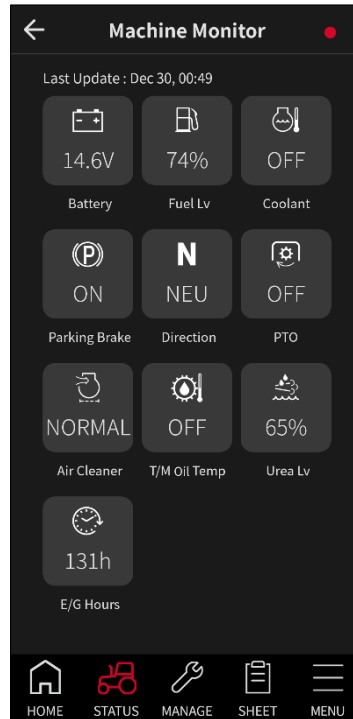 Machine Monitor
Last Update : Dec 30, 00:49
14.6V 74% OFF
Battery Fuel Lv Coolant
P N
ON NEU OFF
Parking Brake Direction PTO
NORMAL OFF 65%
Air Cleaner T/M Oil Temp Urea Lv
131h
E/G Hours
HOME STATUS MANAGE SHEET MENU